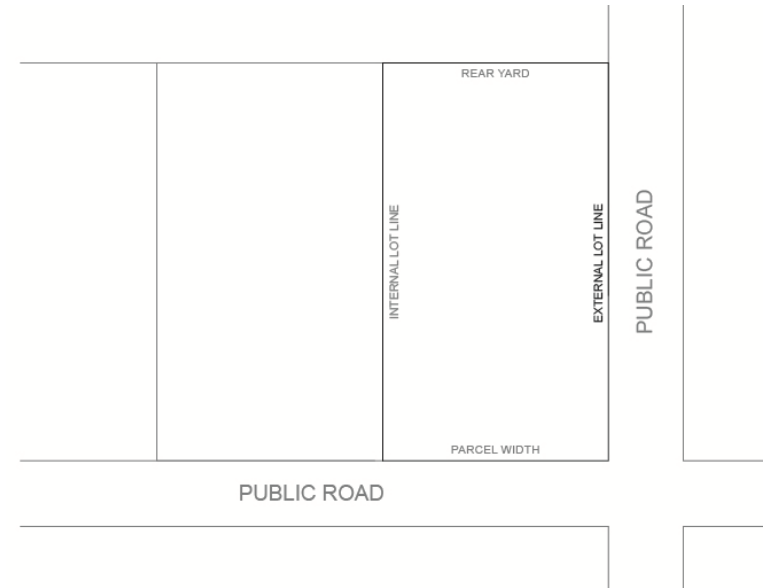 REAR YARD
INTERNAL LOT LINE
EXTERNAL LOT LINE
PUBLIC ROAD
PARCEL WIDTH
PUBLIC ROAD